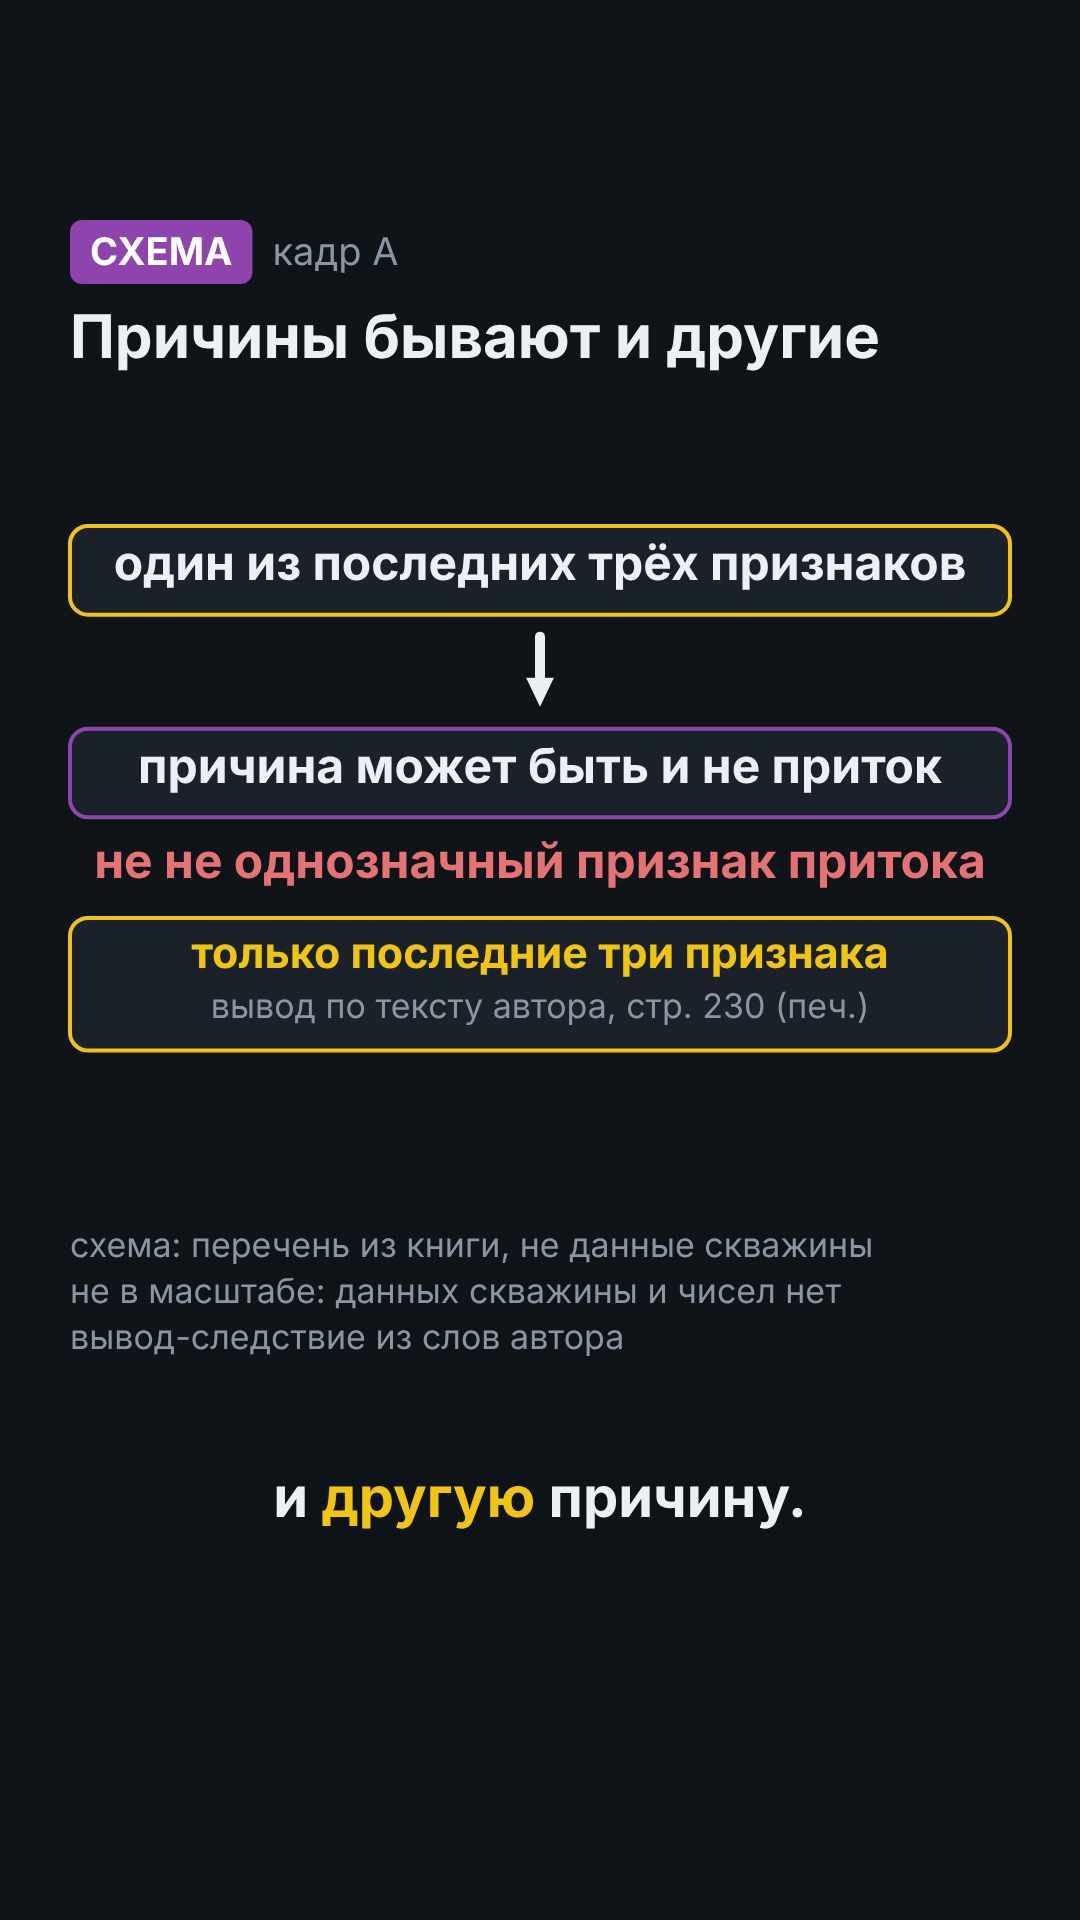 СХЕМА кадр А
Причины бывают и другие
один из последних трёх признаков
причина может быть и не приток
не не однозначный признак притока
только последние три признака
вывод по тексту автора, стр. 230 (печ.)
схема: перечень из книги, не данные скважины
не в масштабе: данных скважины и чисел нет
вывод-следствие из слов автора
и другую причину.